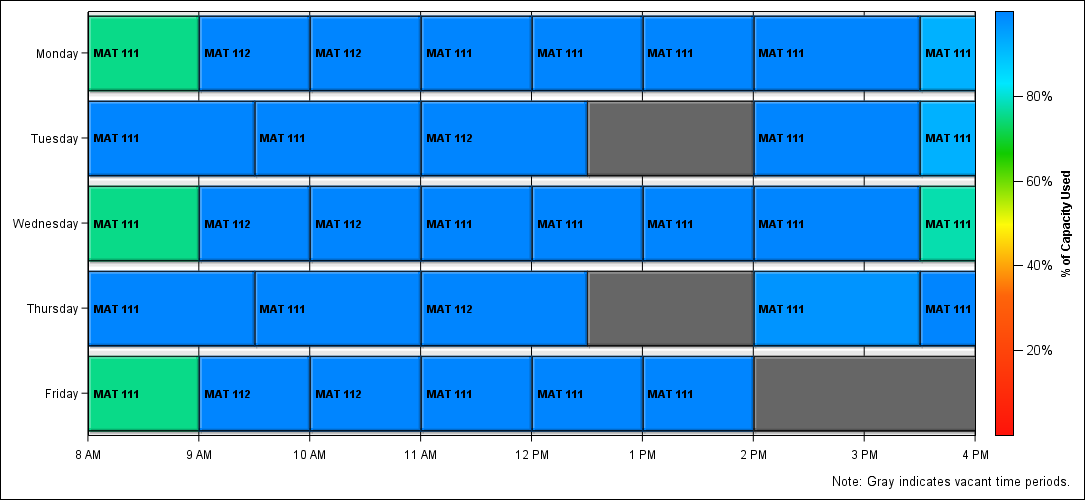 Monday MAT 111 MAT 112 MAT 112 MAT 111 MAT 111 MAT 111 MAT 111 MAT 111
80%
Tuesday MAT 111 MAT 111 MAT 112 MAT 111 MAT 111
60%
Wednesday MAT 111 MAT 112 MAT 112 MAT 111 MAT 111 MAT 111 MAT 111 MAT 111
% of Capacity Used
40%
Thursday MAT 111 MAT 111 MAT 112 MAT 111 MAT 111
20%
Friday MAT 111 MAT 112 MAT 112 MAT 111 MAT 111 MAT 111
8 AM 9 AM 10 AM 11 AM 12 PM 1 PM 2 PM 3 PM 4 PM
Note: Gray indicates vacant time periods.